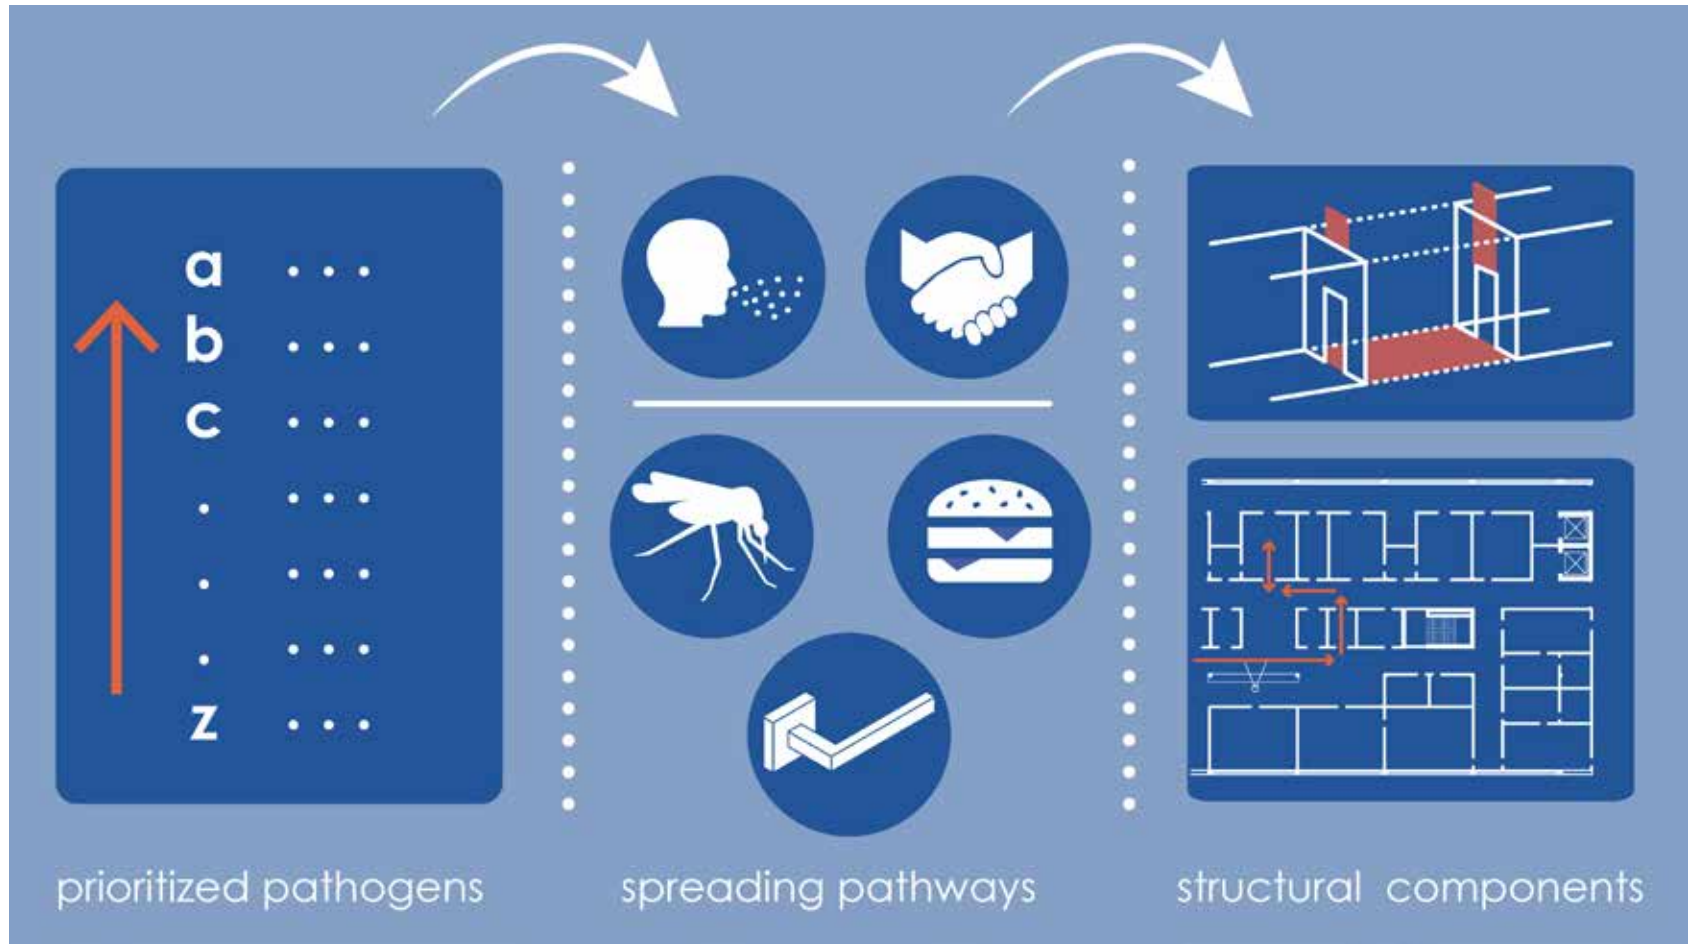 a ...
b ...
c ...
. ...
. ...
. ...
z ...
prioritized pathogens
spreading pathways
structural components